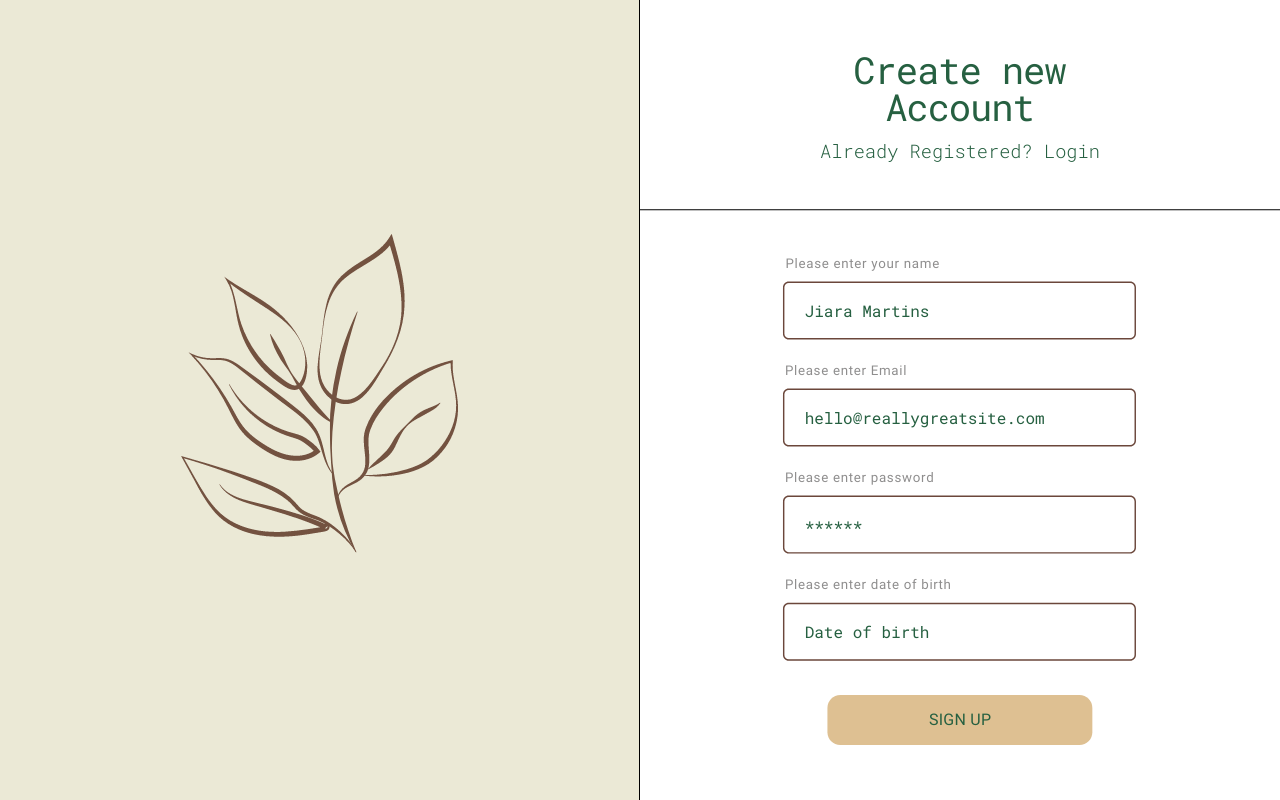 Create new
Account
Already Registered? Login
Please enter your name
Jiara Martins
Please enter Email
hello@reallygreatsite.com
Please enter password
******
Please enter date of birth
Date of birth
SIGN UP